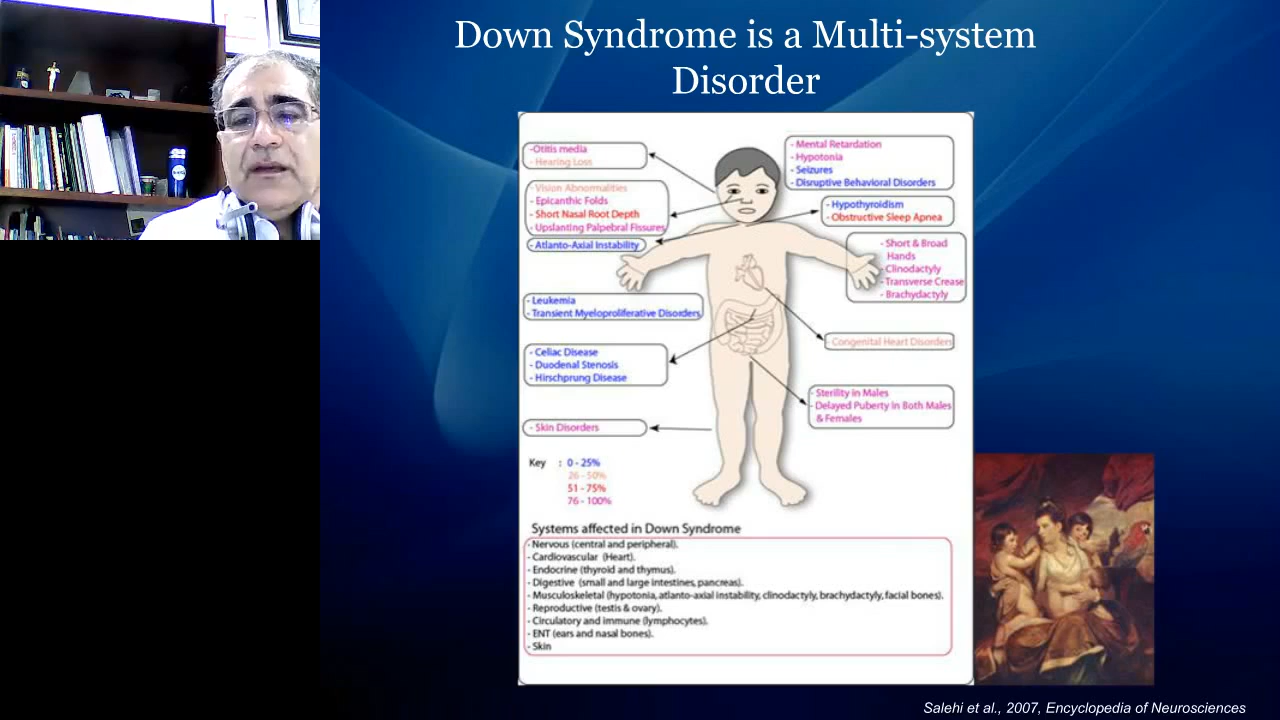 Down Syndrome is a Multi-system
Disorder
-Otitis media
- Hearing Loss
- Vision Abnormalities
- Epicanthic Folds
- Short Nasal Root Depth
- Upslanting Palpebral Fissures
- Atlanto-Axial Instability
- Leukemia
- Transient Myeloproliferative Disorders
- Celiac Disease
- Duodenal Stenosis
- Hirschprung Disease
- Skin Disorders
- Mental Retardation
- Hypotonia
- Seizures
- Disruptive Behavioral Disorders
- Hypothyroidism
- Obstructive Sleep Apnea
- Short & Broad
Hands
- Clinodactyly
- Transverse Crease
- Brachydactyly
- Congenital Heart Disorders
- Sterility in Males
- Delayed Puberty in Both Males
& Females
Key : 0 - 25%
26 - 50%
51 - 75%
76 - 100%
Systems affected in Down Syndrome
- Nervous (central and peripheral).
- Cardiovascular (Heart).
- Endocrine (thyroid and thymus).
- Digestive (small and large intestines, pancreas).
- Musculoskeletal (hypotonia, atlanto-axial instability, clinodactyly, brachydactyly, facial bones).
- Reproductive (testis & ovary).
- Circulatory and immune (lymphocytes).
- ENT (ears and nasal bones).
- Skin
Salehi et al., 2007, Encyclopedia of Neurosciences